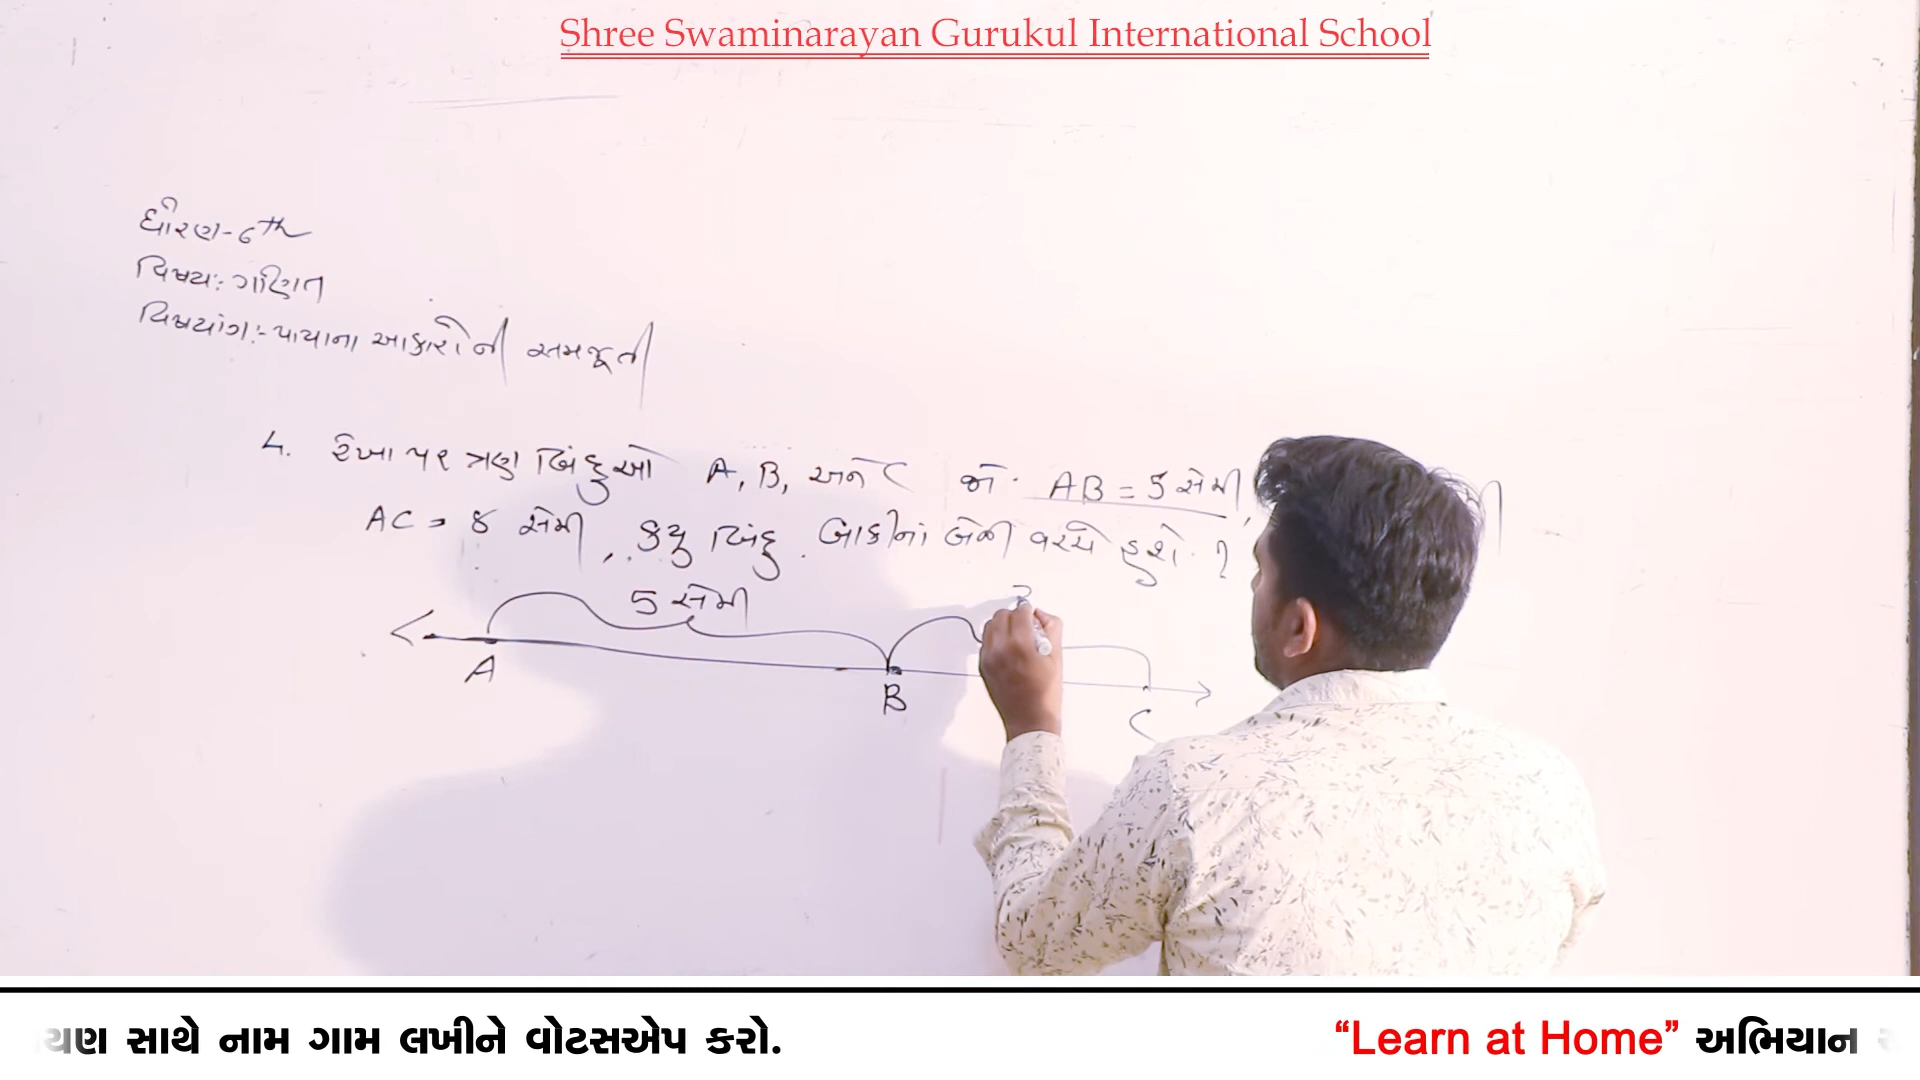 Shree Swaminarayan Gurukul International School
ધોરણ-6th
વિષય: ગણિત
વિષયાંગ:- પાયાના આકારોની સમજૂતી
4. રેખા પર ત્રણ બિંદુઓ A, B, અને C જો. AB = 5 સેમી,
AC = 8 સેમી, કયુ બિંદુ બાકીનાં બેની વચ્ચે હશે. ?
5 સેમી
A
B
C
યણ સાથે નામ ગામ લખીને વોટસએપ કરો.
“Learn at Home” અભિયાન